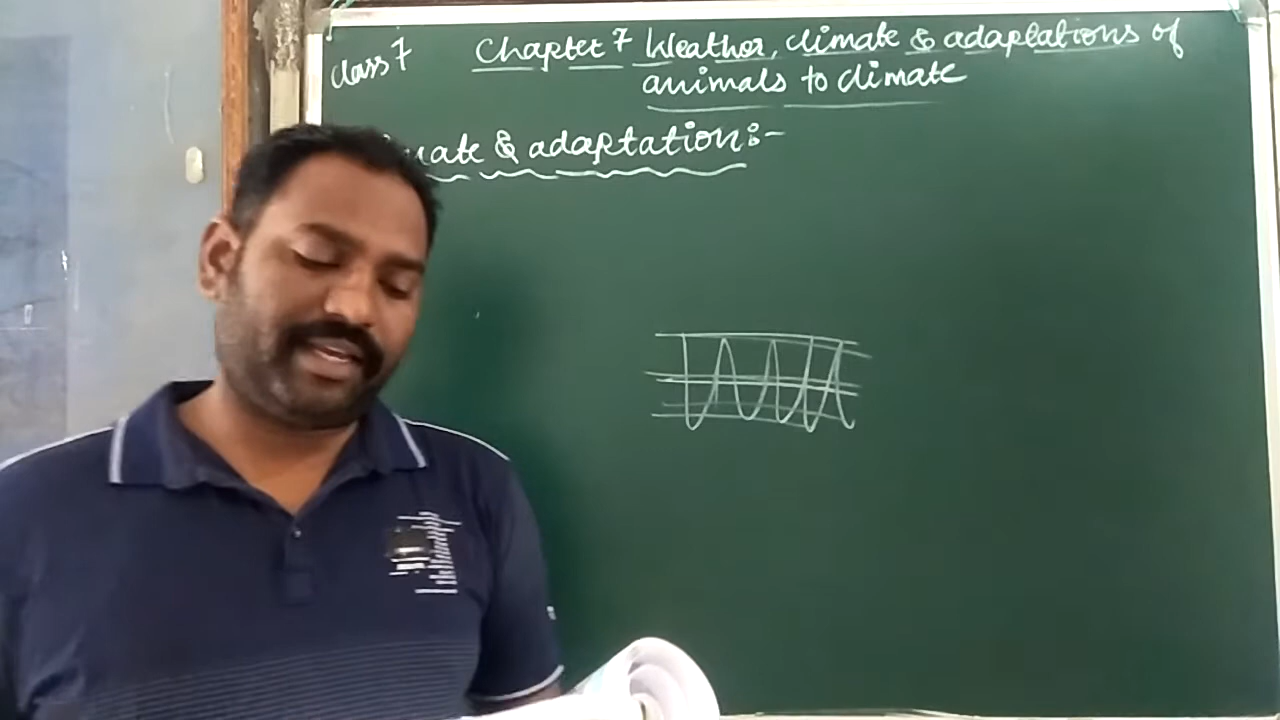 class 7
Chapter 7 Weather, climate & adaptations of
animals to climate
mate & adaptation:-